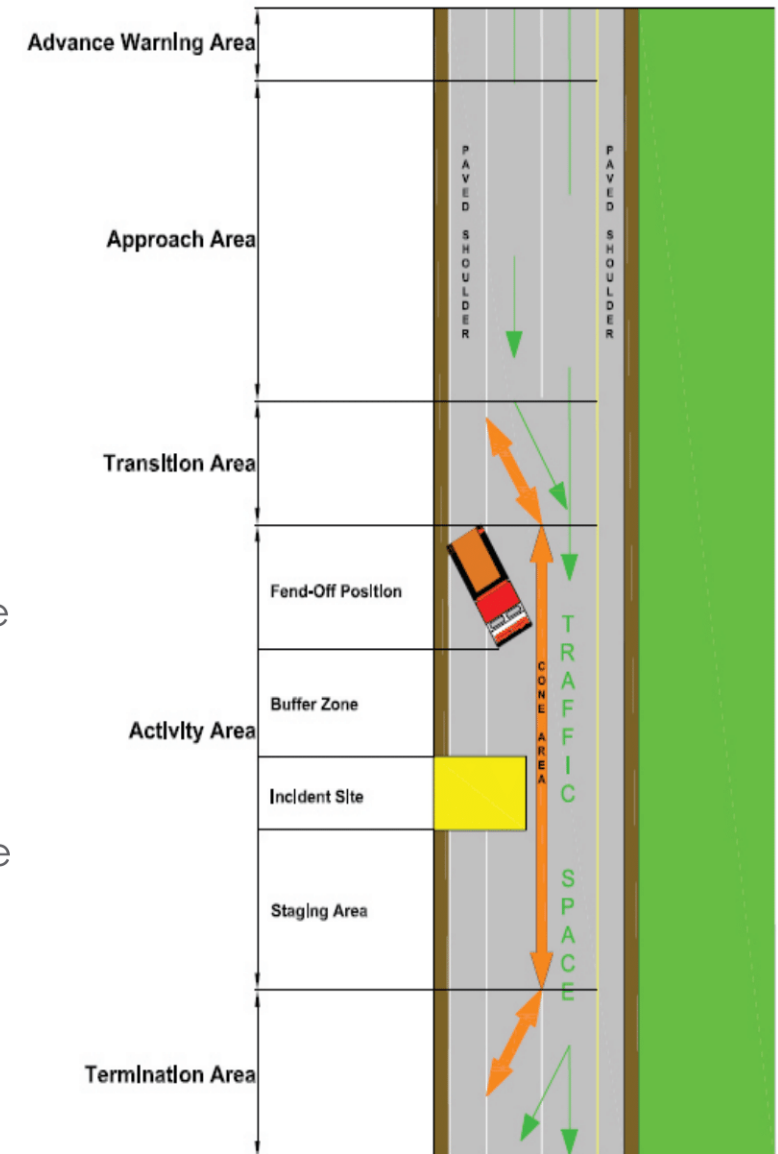 Advance Warning Area
Approach Area
PAVED SHOULDER
PAVED SHOULDER
Transition Area
Fend-Off Position
e
Buffer Zone
Activity Area
CONE AREA
TRAFFIC SPACE
Incident Site
e
Staging Area
Termination Area